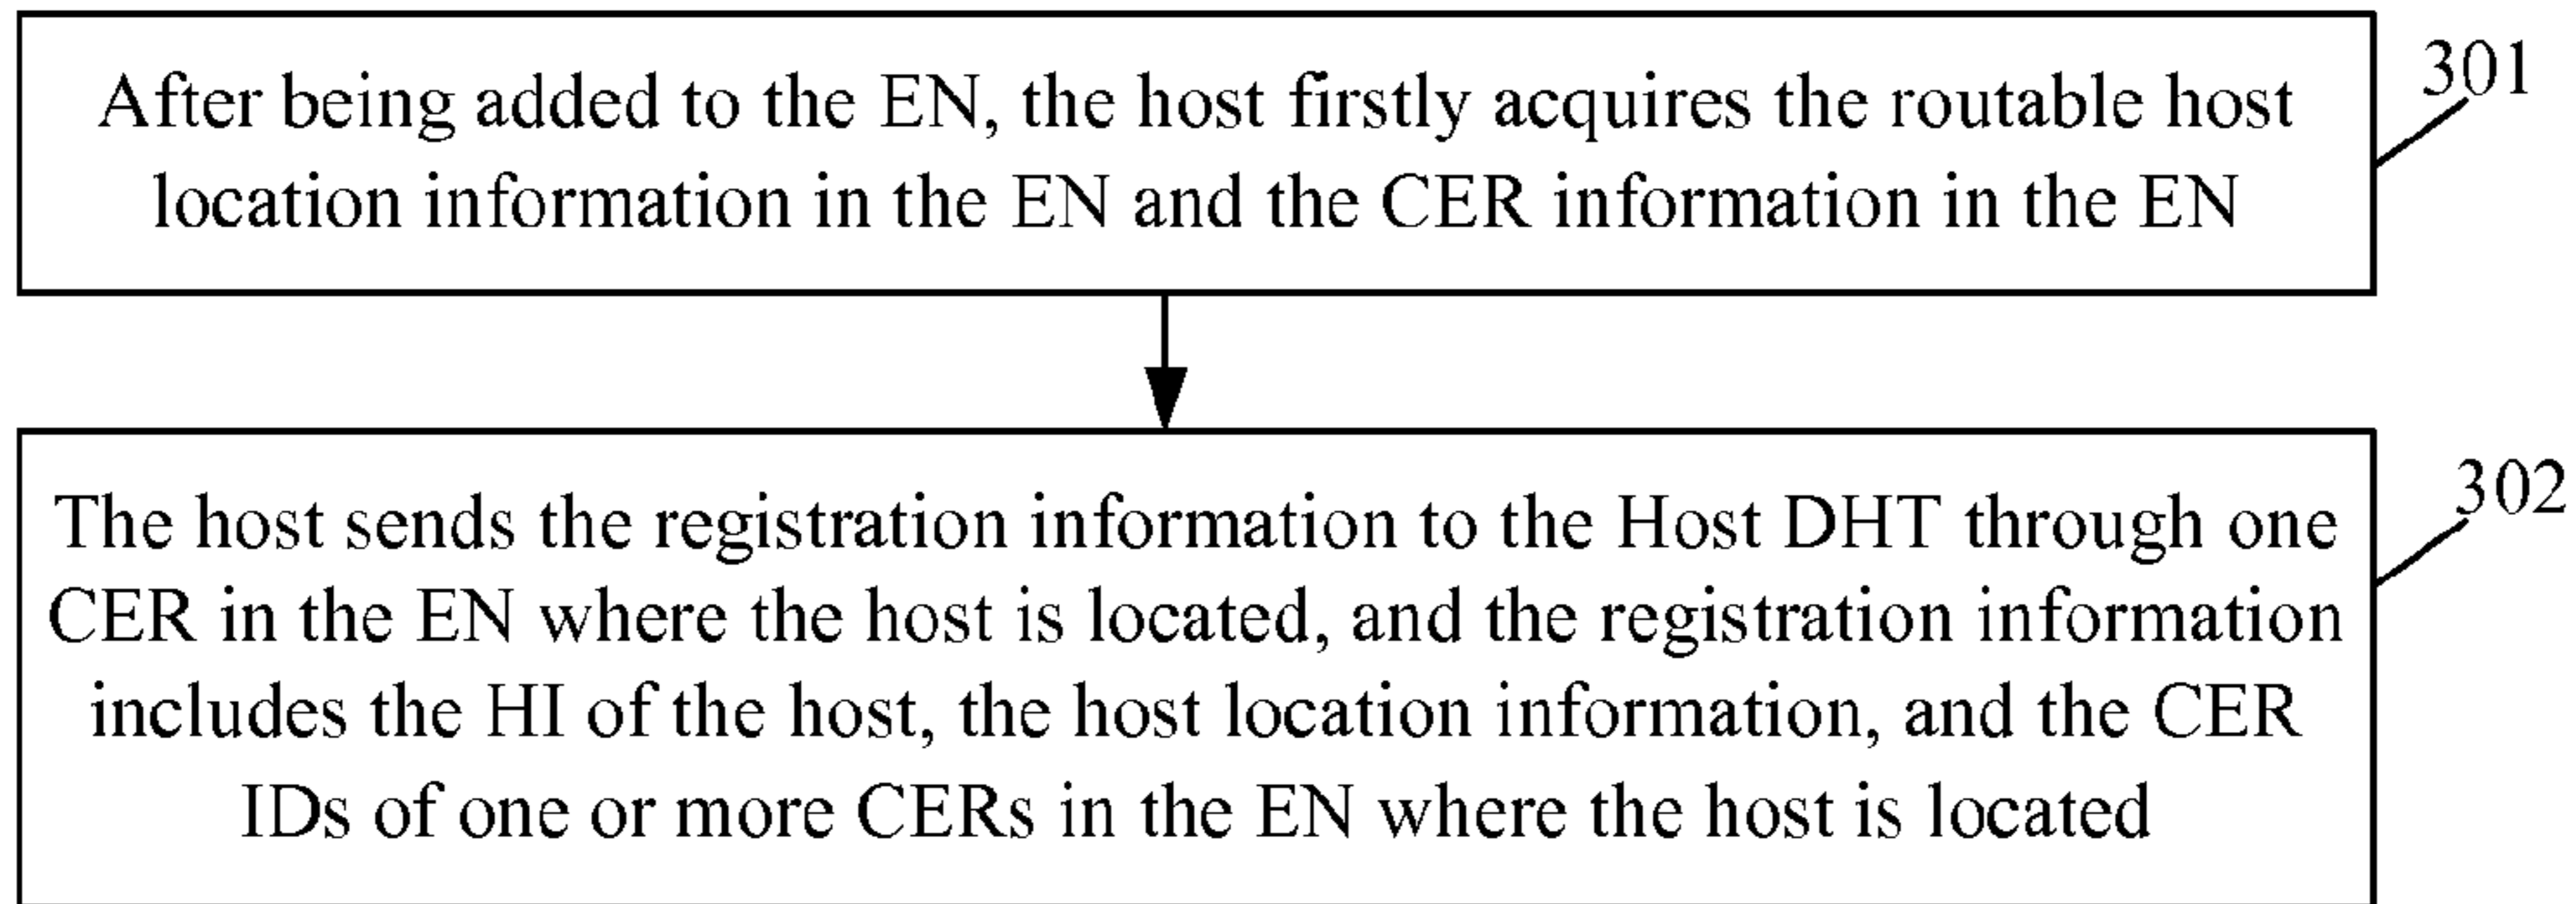 After being added to the EN, the host firstly acquires the routable host
location information in the EN and the CER information in the EN
301
The host sends the registration information to the Host DHT through one
CER in the EN where the host is located, and the registration information
includes the HI of the host, the host location information, and the CER
IDs of one or more CERs in the EN where the host is located
302